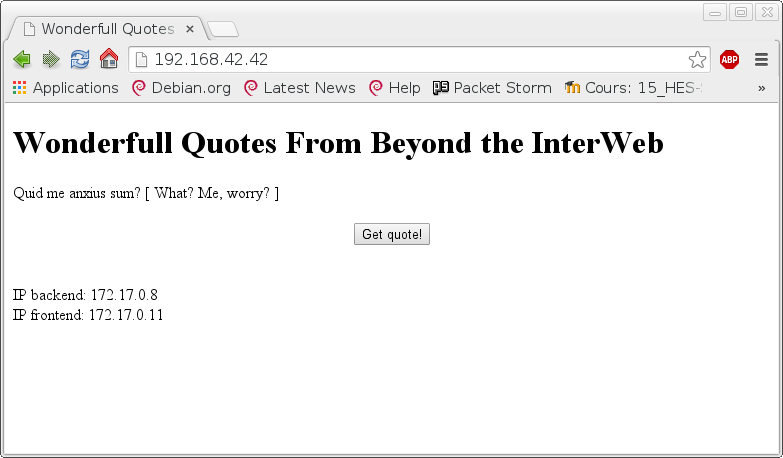 Wonderfull Quotes
192.168.42.42
ABP
Applications Debian.org Latest News Help Packet Storm Cours: 15_HES- »
Wonderfull Quotes From Beyond the InterWeb
Quid me anxius sum? [ What? Me, worry? ]
Get quote!
IP backend: 172.17.0.8
IP frontend: 172.17.0.11